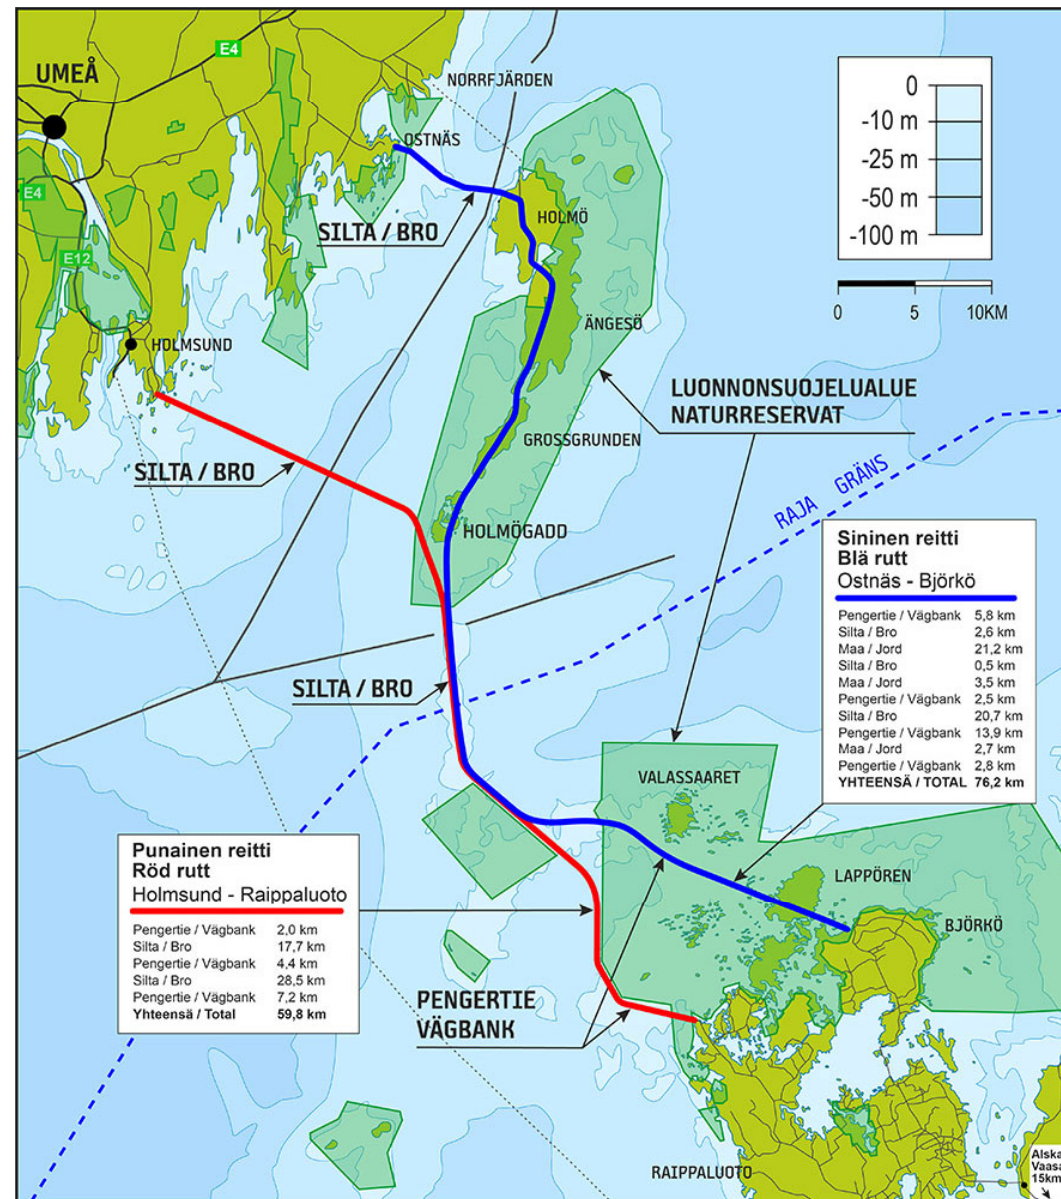 E4
UMEÅ
NORRFJÄRDEN
OSTNÄS
E4
SILTA / BRO
HOLMÖ
E12
HOLMSUND
ÄNGESÖ
0
-10 m
-25 m
-50 m
-100 m
0 5 10KM
LUONNONSUOJELUALUE
NATURRESERVAT
GROSSGRUNDEN
SILTA / BRO
HOLMÖGADD
RAJA GRÄNS
SILTA / BRO
Sininen reitti
Blä rutt
Ostnäs - Björkö
Pengertie / Vägbank 5,8 km
Silta / Bro 2,6 km
Maa / Jord 21,2 km
Silta / Bro 0,5 km
Maa / Jord 3,5 km
Pengertie / Vägbank 2,5 km
Silta / Bro 20,7 km
Pengertie / Vägbank 13,9 km
Maa / Jord 2,7 km
Pengertie / Vägbank 2,8 km
YHTEENSÄ / TOTAL 76,2 km
VALASSAARET
LAPPÖREN
BJÖRKÖ
Punainen reitti
Röd rutt
Holmsund - Raippaluoto
Pengertie / Vägbank 2,0 km
Silta / Bro 17,7 km
Pengertie / Vägbank 4,4 km
Silta / Bro 28,5 km
Pengertie / Vägbank 7,2 km
Yhteensä / Total 59,8 km
PENGERTIE
VÄGBANK
RAIPPALUOTO
Alska
Vaasa
15km